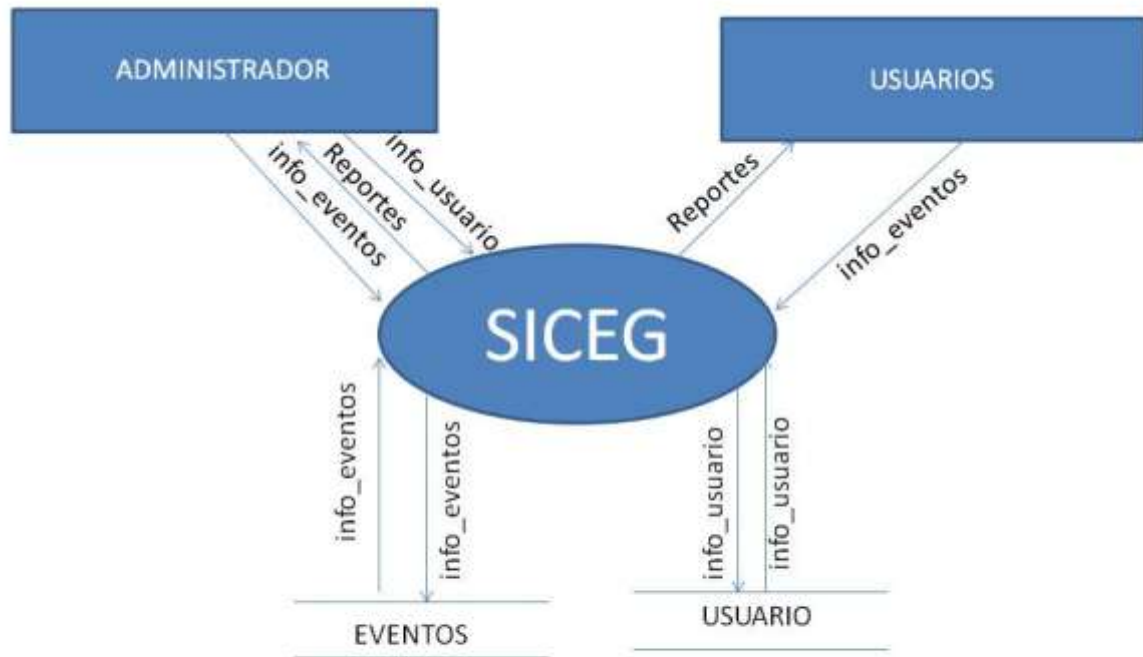 ADMINISTRADOR
USUARIOS
info_eventos
Reportes
info_usuario
Reportes
info_eventos
SICEG
info_eventos
info_eventos
info_usuario
info_usuario
EVENTOS
USUARIO